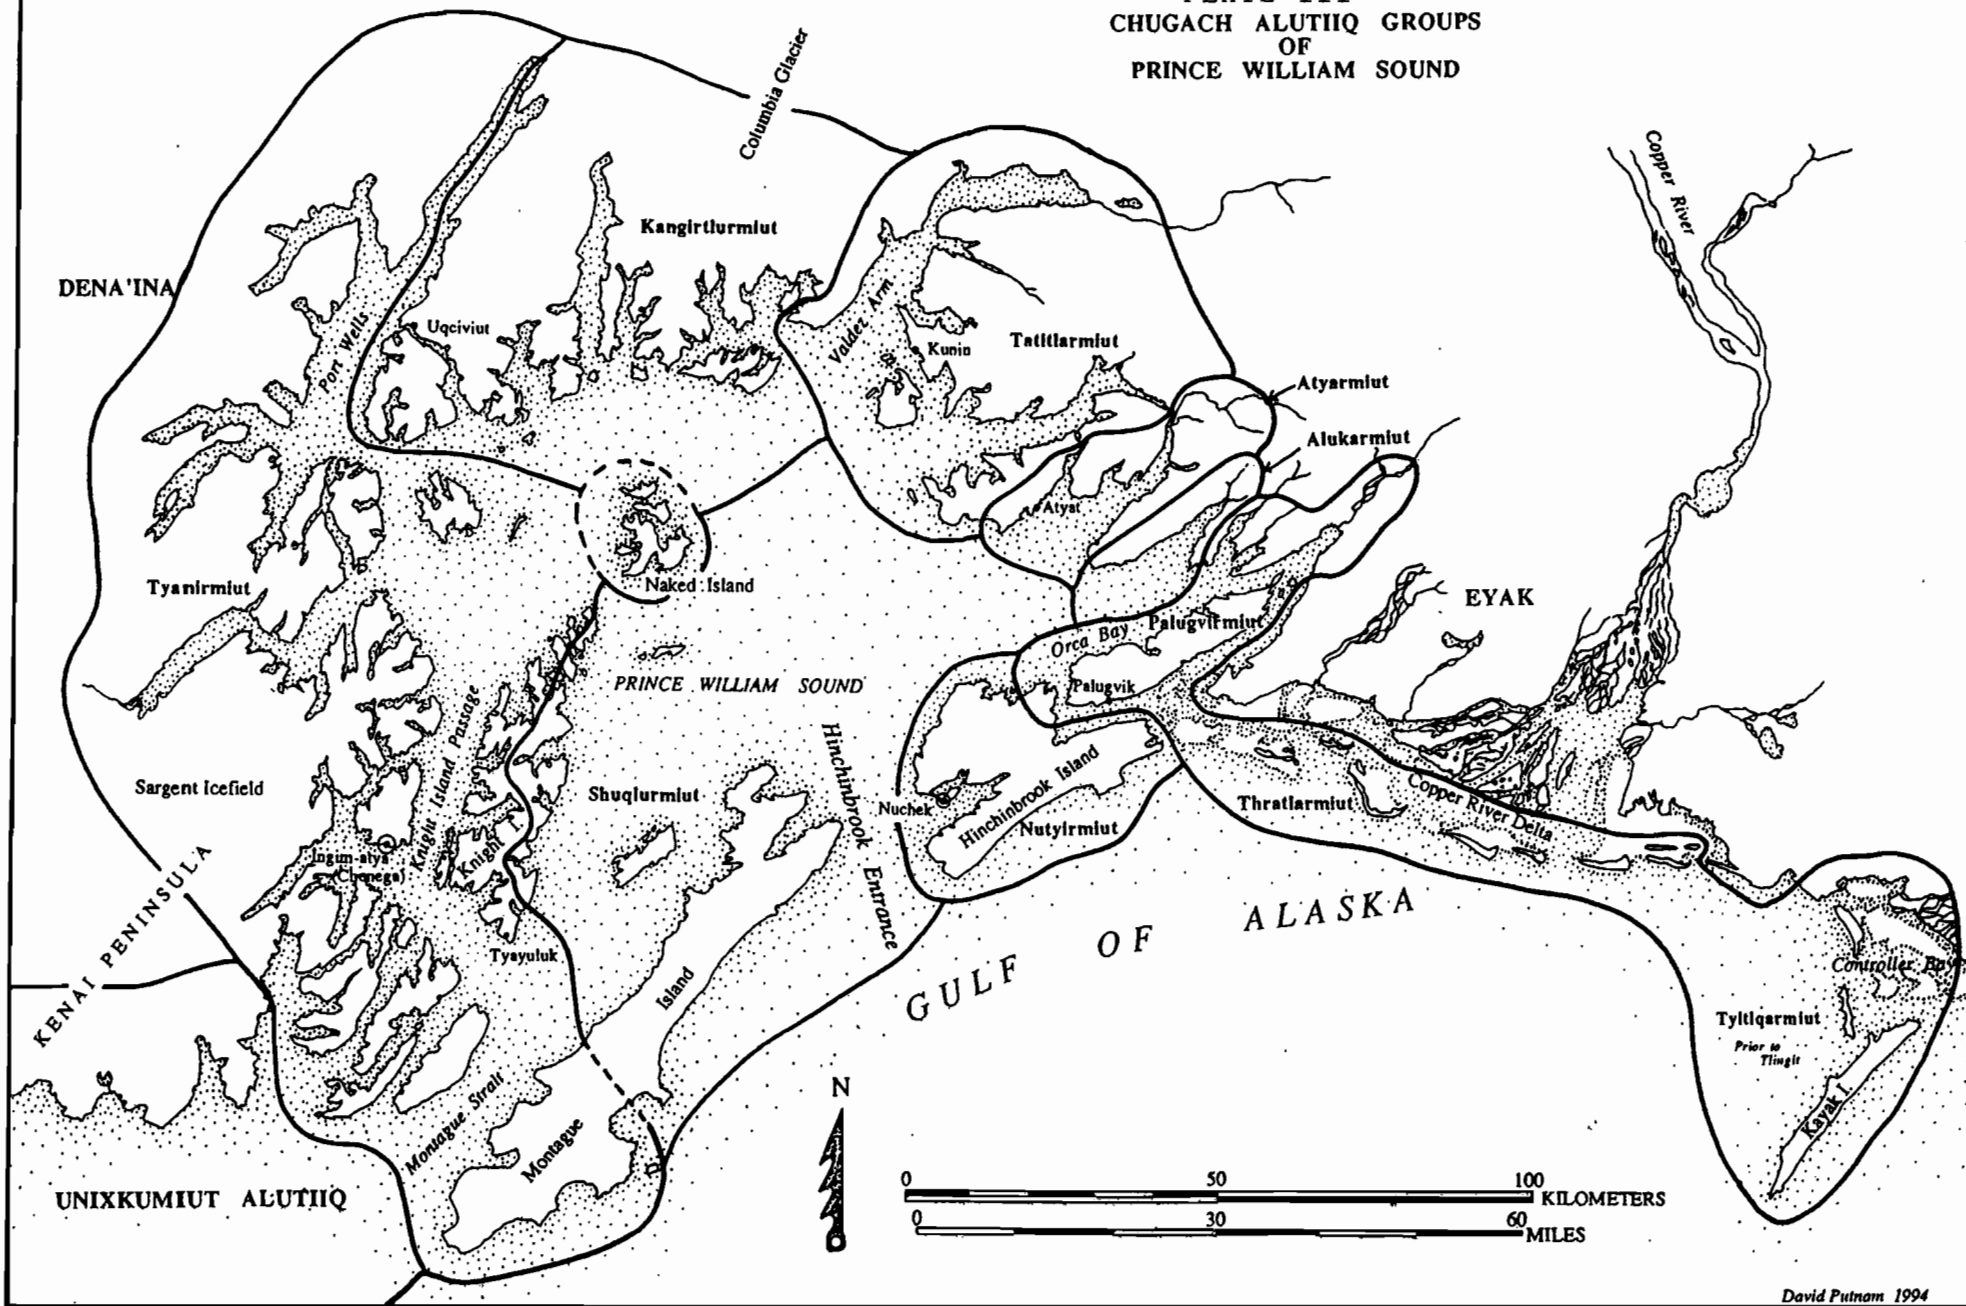 CHUGACH ALUTIIQ GROUPS
OF
PRINCE WILLIAM SOUND
Columbia Glacier
Copper River
Kangirtlurmiut
DENA'INA
Port Wells
Uqciviut
Valdez Arm
Kunin
Tatitlarmiut
Atyarmiut
Alukarmiut
Atyat
Naked Island
Tyanirmiut
EYAK
Orca Bay
Palugvirmiut
PRINCE WILLIAM SOUND
Palugvik
Knight Island Passage
Hinchinbrook Entrance
Sargent Icefield
Shuqlurmiut
Nuchek
Hinchinbrook Island
Nutyirmiut
Thratlarmiut
Copper River Delta
Ingim-atya
(Chenega)
Knight I.
KENAI PENINSULA
Tyayuluk
GULF OF ALASKA
Controller Bay
Montague Island
Tyitlqarmiut
Prior to
Tlingit
Kayak I.
Montague Strait
N
UNIXKUMIUT ALUTIIQ
0 50 100
KILOMETERS
0 30 60
MILES
David Putnam 1994